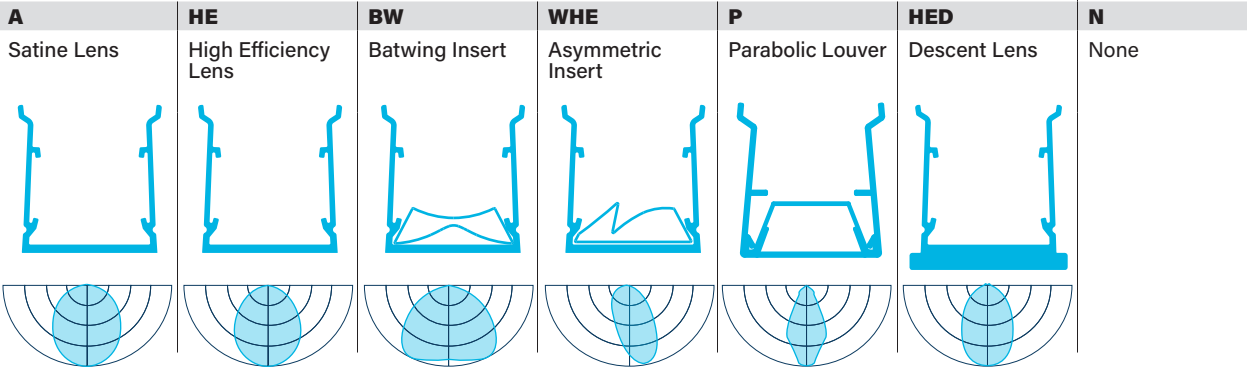 A
HE
BW
WHE
P
HED
N
Satine Lens
High Efficiency
Lens
Batwing Insert
Asymmetric
Insert
Parabolic Louver
Descent Lens
None